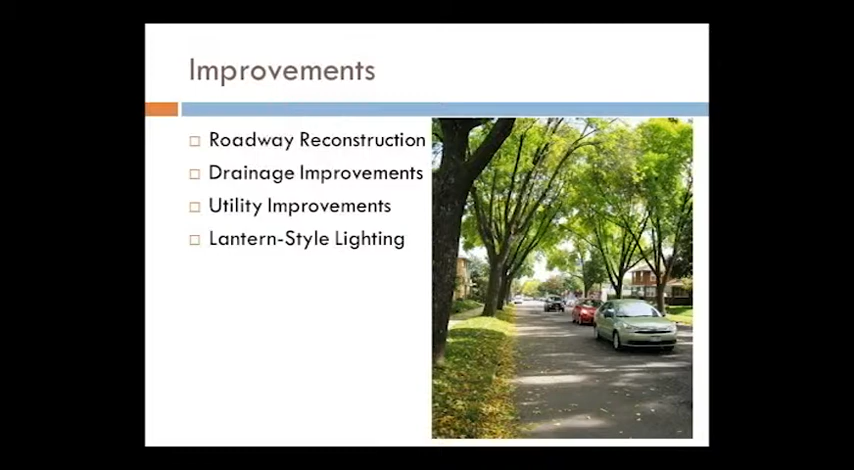 Improvements
Roadway Reconstruction
Drainage Improvements
Utility Improvements
Lantern-Style Lighting